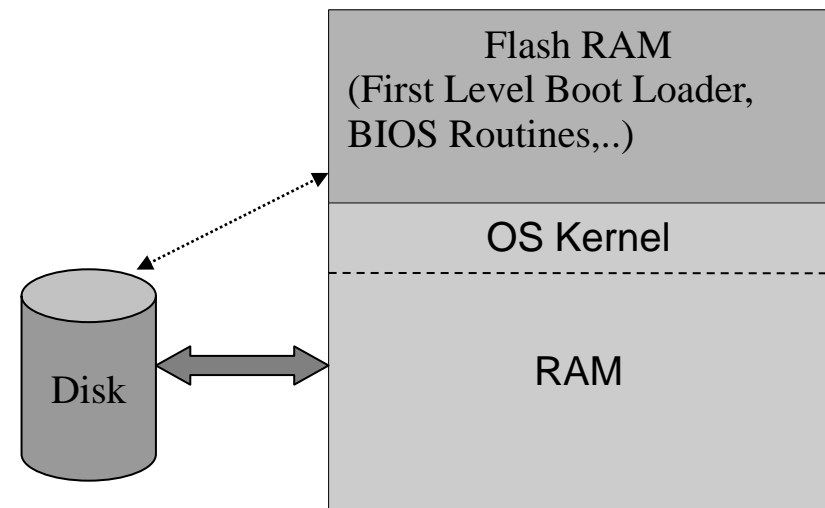 Flash RAM
(First Level Boot Loader,
BIOS Routines,..)
OS Kernel
RAM
Disk